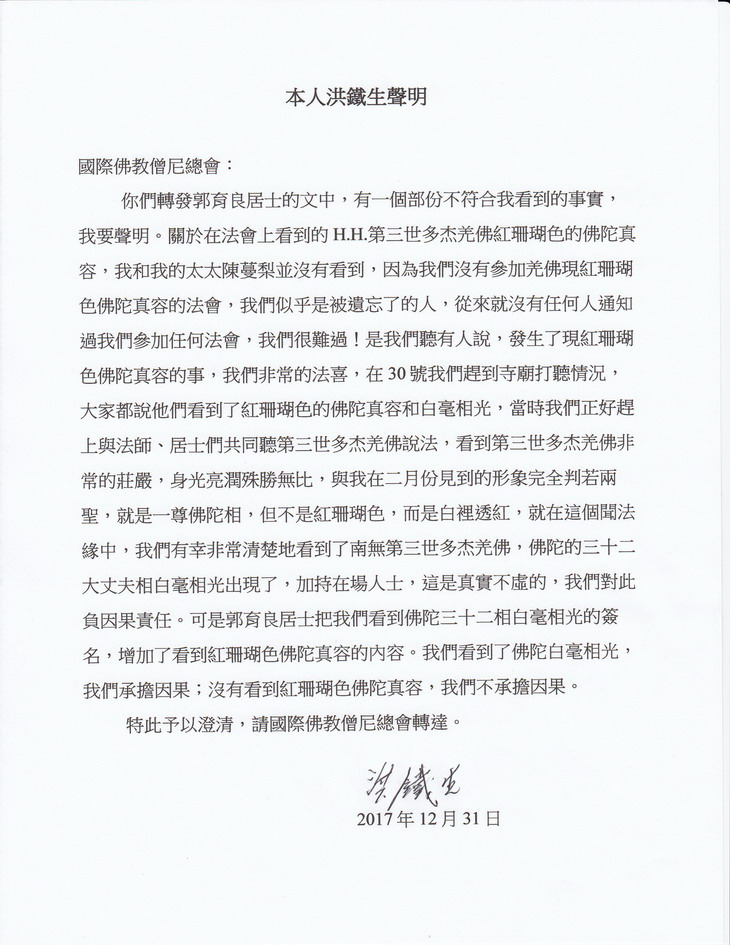 本人洪鐵生聲明
國際佛教僧尼總會：
你們轉發郭育良居士的文中，有一個部份不符合我看到的事實，
我要聲明。關於在法會上看到的 H.H.第三世多杰羌佛紅珊瑚色的佛陀真
容，我和我的太太陳蔓梨並沒有看到，因為我們沒有參加羌佛現紅珊瑚
色佛陀真容的法會，我們似乎是被遺忘了的人，從來就沒有任何人通知
過我們參加任何法會，我們很難過！是我們聽有人說，發生了現紅珊瑚
色佛陀真容的事，我們非常的法喜，在 30 號我們趕到寺廟打聽情況，
大家都說他們看到了紅珊瑚色的佛陀真容和白毫相光，當時我們正好趕
上與法師、居士們共同聽第三世多杰羌佛說法，看到第三世多杰羌佛非
常的莊嚴，身光亮潤殊勝無比，與我在二月份見到的形象完全判若兩
聖，就是一尊佛陀相，但不是紅珊瑚色，而是白裡透紅，就在這個聞法
緣中，我們有幸非常清楚地看到了南無第三世多杰羌佛，佛陀的三十二
大丈夫相白毫相光出現了，加持在場人士，這是真實不虛的，我們對此
負因果責任。可是郭育良居士把我們看到佛陀三十二相白毫相光的簽
名，增加了看到紅珊瑚色佛陀真容的內容。我們看到了佛陀白毫相光，
我們承擔因果；沒有看到紅珊瑚色佛陀真容，我們不承擔因果。
特此予以澄清，請國際佛教僧尼總會轉達。
洪鐵生
2017 年 12 月 31 日